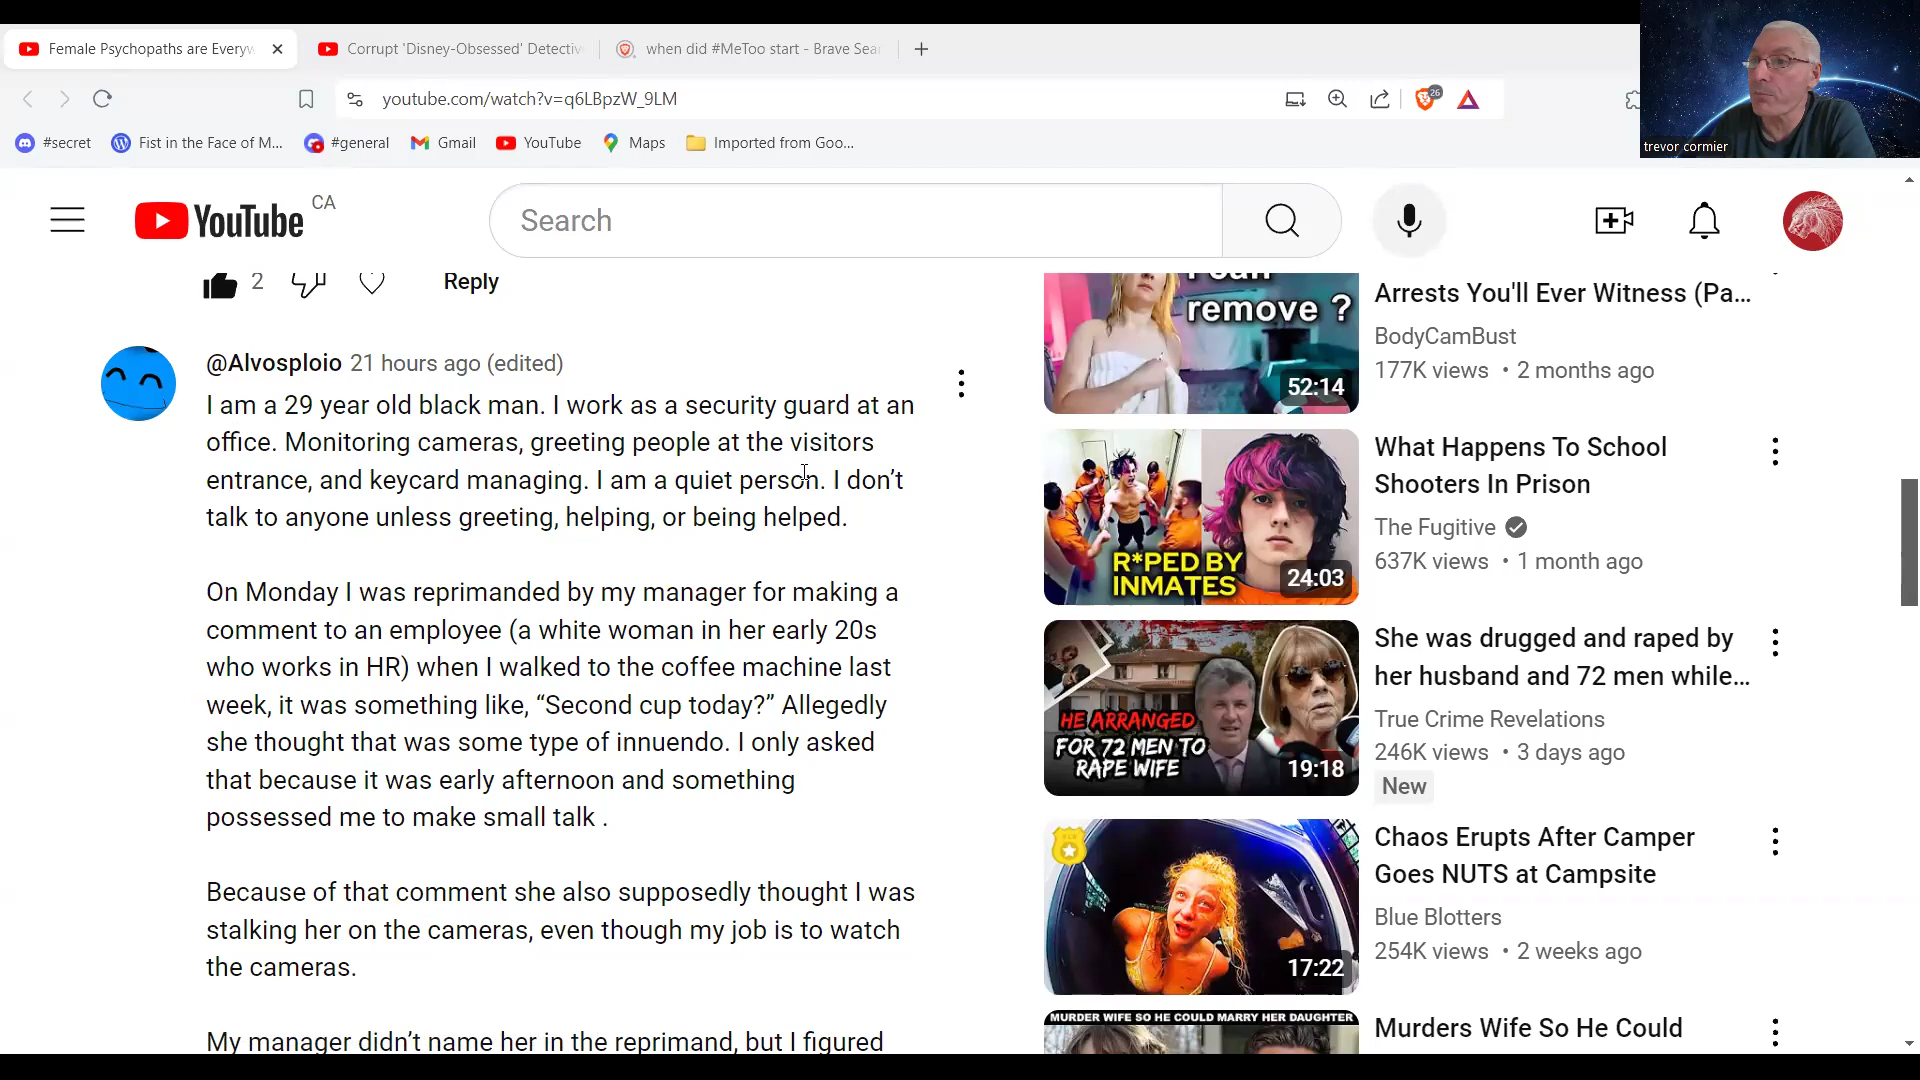 Female Psychopaths are Everyw
Corrupt 'Disney-Obsessed' Detectiv
when did #MeToo start - Brave Sear
youtube.com/watch?v=q6LBpzW_9LM
26
#secret
Fist in the Face of M...
#general
Gmail
YouTube
Maps
Imported from Goo...
trevor cormier
YouTube
CA
Search
2
Reply
@Alvosploio 21 hours ago (edited)
I am a 29 year old black man. I work as a security guard at an
office. Monitoring cameras, greeting people at the visitors
entrance, and keycard managing. I am a quiet person. I don’t
talk to anyone unless greeting, helping, or being helped.
On Monday I was reprimanded by my manager for making a
comment to an employee (a white woman in her early 20s
who works in HR) when I walked to the coffee machine last
week, it was something like, “Second cup today?” Allegedly
she thought that was some type of innuendo. I only asked
that because it was early afternoon and something
possessed me to make small talk .
Because of that comment she also supposedly thought I was
stalking her on the cameras, even though my job is to watch
the cameras.
My manager didn’t name her in the reprimand, but I figured
remove ?
52:14
Arrests You'll Ever Witness (Pa...
BodyCamBust
177K views • 2 months ago
R*PED BY
INMATES
24:03
What Happens To School
Shooters In Prison
The Fugitive
637K views • 1 month ago
HE ARRANGED
FOR 72 MEN TO
RAPE WIFE
19:18
She was drugged and raped by
her husband and 72 men while...
True Crime Revelations
246K views • 3 days ago
New
17:22
Chaos Erupts After Camper
Goes NUTS at Campsite
Blue Blotters
254K views • 2 weeks ago
MURDER WIFE SO HE COULD MARRY HER DAUGHTER
Murders Wife So He Could